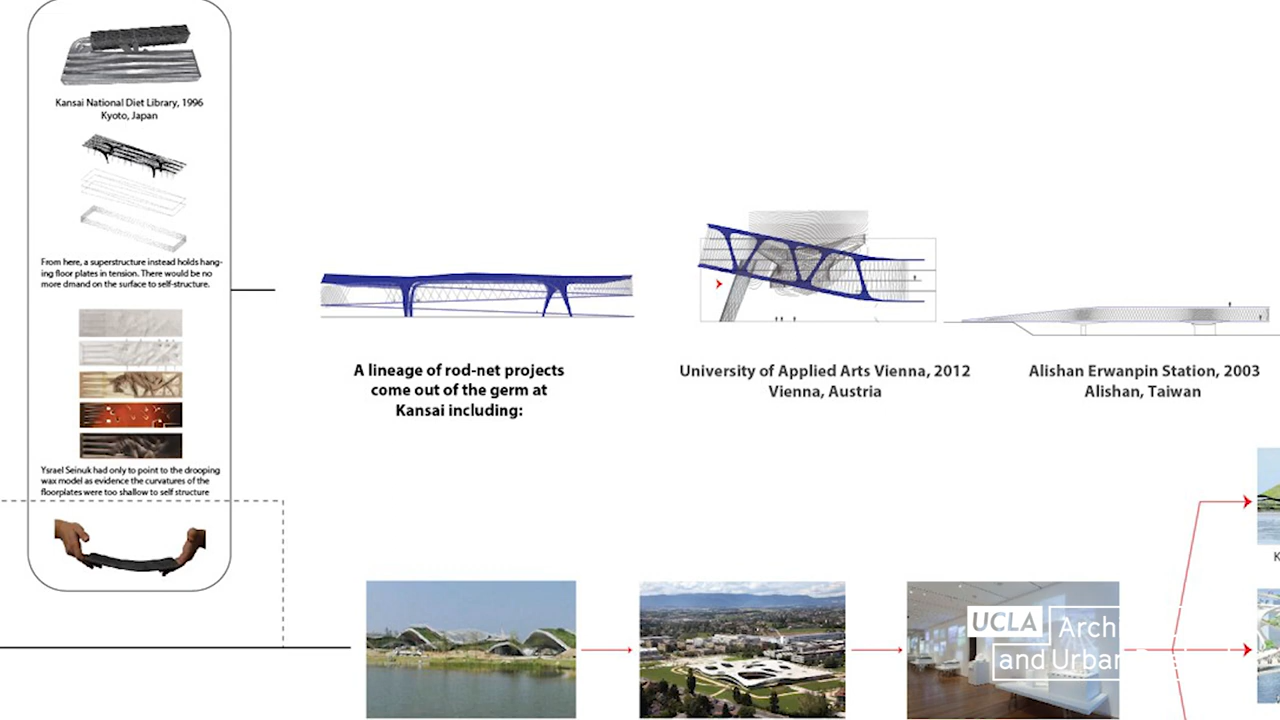 Kansai National Diet Library, 1996
Kyoto, Japan
From here, a superstructure instead holds hang-
ing floor plates in tension. There would be no
more dmand on the surface to self-structure.
Ysrael Seinuk had only to point to the drooping
wax model as evidence the curvatures of the
floorplates were too shallow to self structure
A lineage of rod-net projects
come out of the germ at
Kansai including:
University of Applied Arts Vienna, 2012
Vienna, Austria
Alishan Erwanpin Station, 2003
Alishan, Taiwan
K
UCLA Arch
and Urban